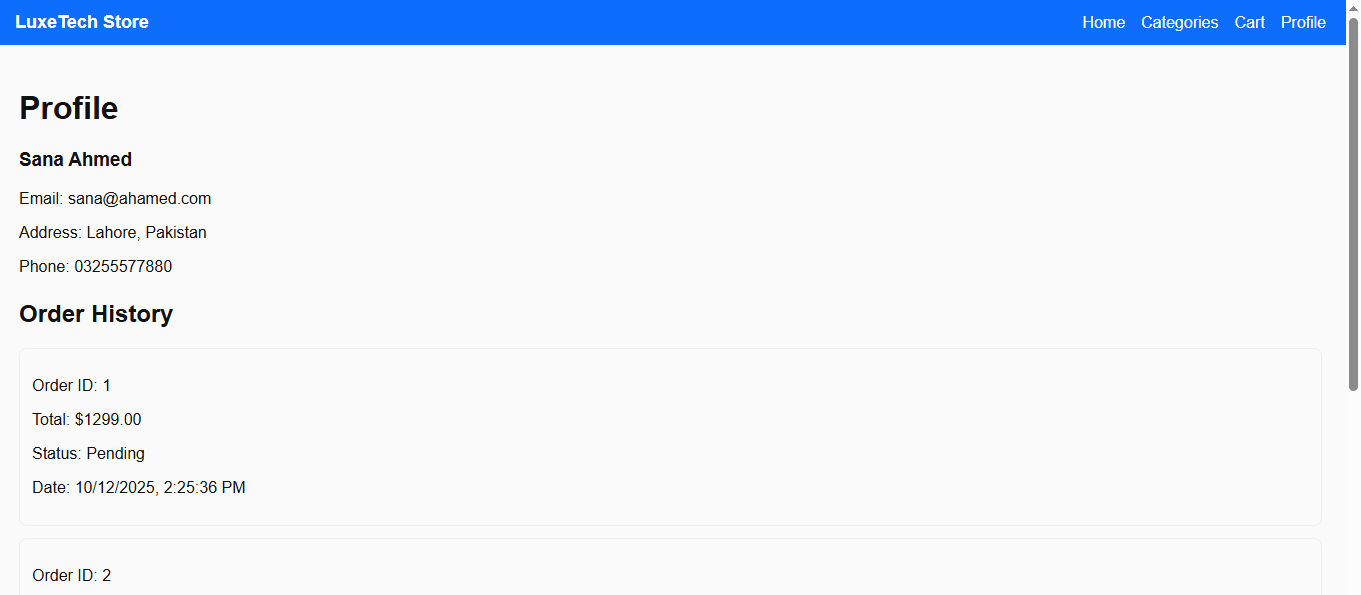 LuxeTech Store
Home Categories Cart Profile
Profile
Sana Ahmed
Email: sana@ahamed.com
Address: Lahore, Pakistan
Phone: 03255577880
Order History
Order ID: 1
Total: $1299.00
Status: Pending
Date: 10/12/2025, 2:25:36 PM
Order ID: 2